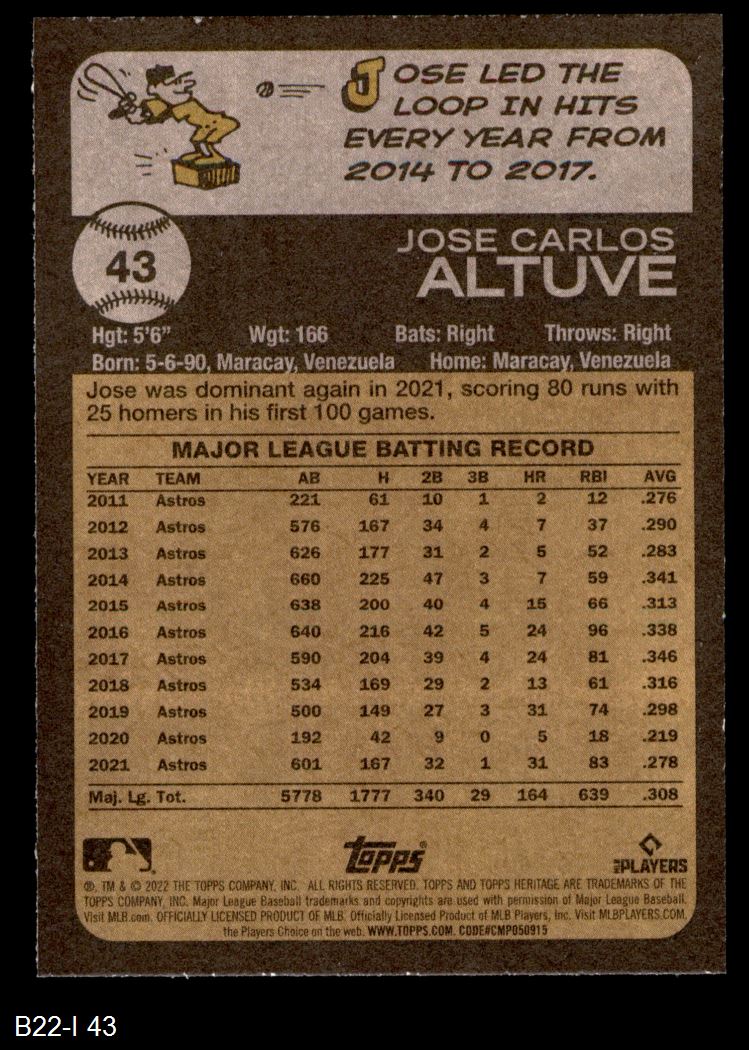 JOSE LED THE
LOOP IN HITS
EVERY YEAR FROM
2014 TO 2017.
43
JOSE CARLOS
ALTUVE
Hgt: 5'6" Wgt: 166 Bats: Right Throws: Right
Born: 5-6-90, Maracay, Venezuela Home: Maracay, Venezuela
Jose was dominant again in 2021, scoring 80 runs with
25 homers in his first 100 games.
MAJOR LEAGUE BATTING RECORD
YEAR TEAM AB H 2B 3B HR RBI AVG
2011 Astros 221 61 10 1 2 12 .276
2012 Astros 576 167 34 4 7 37 .290
2013 Astros 626 177 31 2 5 52 .283
2014 Astros 660 225 47 3 7 59 .341
2015 Astros 638 200 40 4 15 66 .313
2016 Astros 640 216 42 5 24 96 .338
2017 Astros 590 204 39 4 24 81 .346
2018 Astros 534 169 29 2 13 61 .316
2019 Astros 500 149 27 3 31 74 .298
2020 Astros 192 42 9 0 5 18 .219
2021 Astros 601 167 32 1 31 83 .278
Maj. Lg. Tot. 5778 1777 340 29 164 639 .308
Topps®
MLB PLAYERS
®, TM & © 2022 THE TOPPS COMPANY, INC. ALL RIGHTS RESERVED. TOPPS AND TOPPS HERITAGE ARE TRADEMARKS OF THE
TOPPS COMPANY, INC. Major League Baseball trademarks and copyrights are used with permission of Major League Baseball.
Visit MLB.com. OFFICIALLY LICENSED PRODUCT OF MLB. Officially Licensed Product of MLB Players, Inc. Visit MLBPLAYERS.COM,
the Players Choice on the web. WWW.TOPPS.COM. CODE#CMP050915
B22-I 43